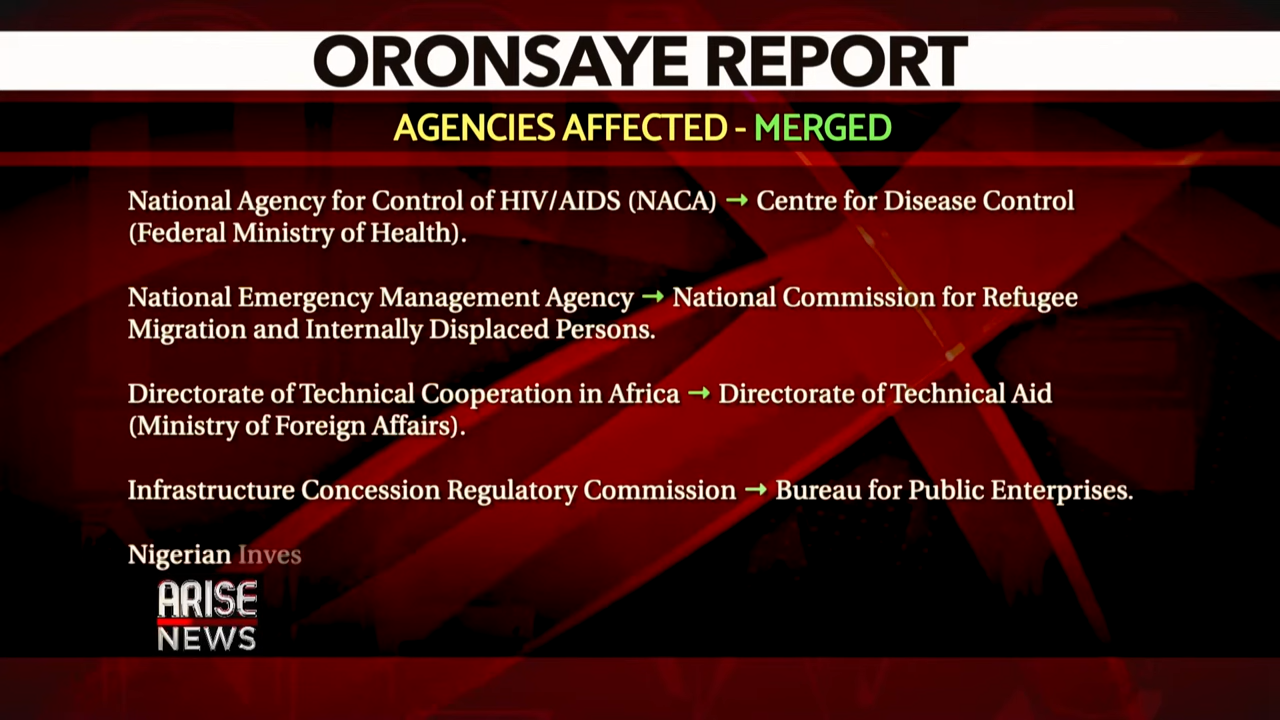 ORONSAYE REPORT
AGENCIES AFFECTED - MERGED
National Agency for Control of HIV/AIDS (NACA) → Centre for Disease Control
(Federal Ministry of Health).
National Emergency Management Agency → National Commission for Refugee
Migration and Internally Displaced Persons.
Directorate of Technical Cooperation in Africa → Directorate of Technical Aid
(Ministry of Foreign Affairs).
Infrastructure Concession Regulatory Commission → Bureau for Public Enterprises.
Nigerian Inves
ARISE
NEWS